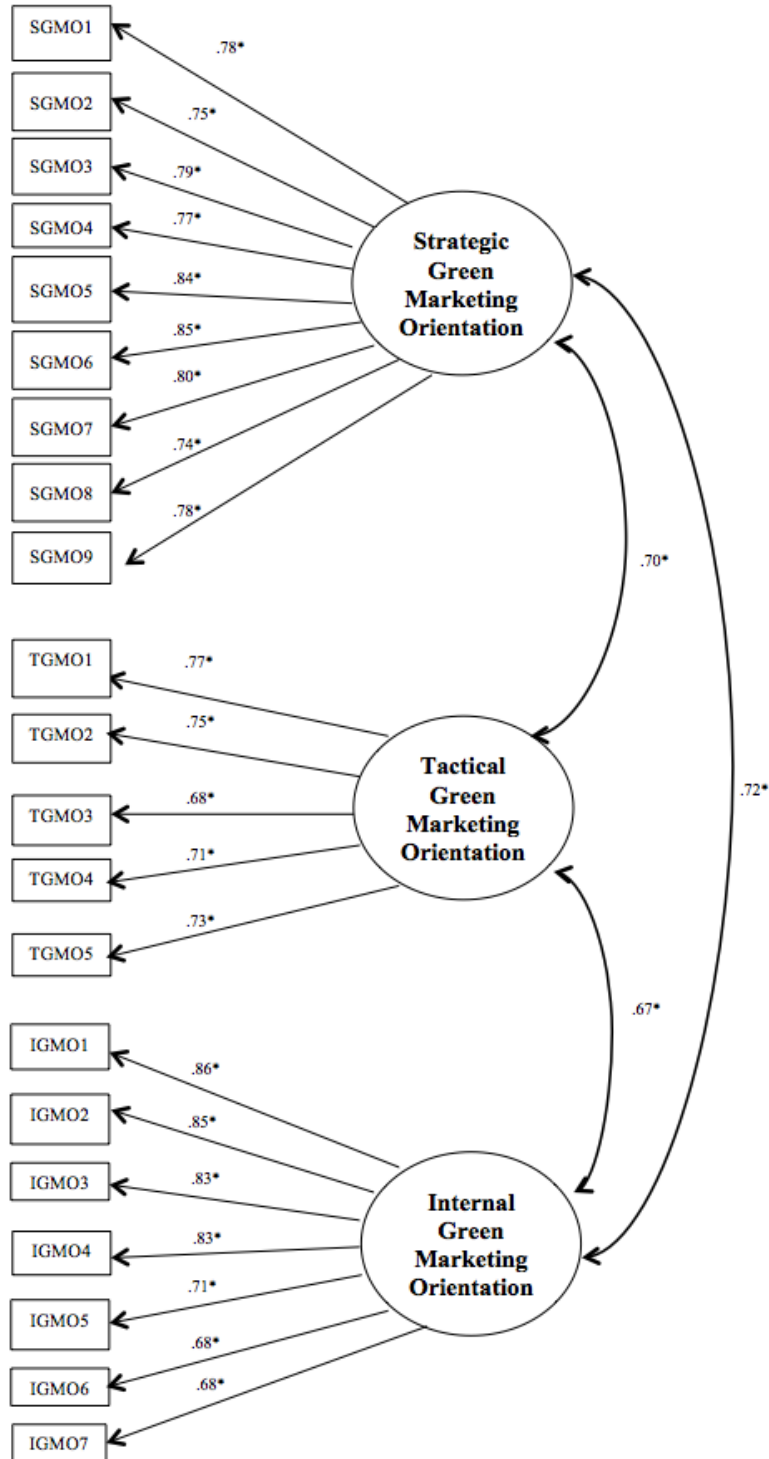 SGMO1
.78*
SGMO2
.75*
SGMO3
.79*
SGMO4
.77*
SGMO5
.84*
SGMO6
.85*
SGMO7
.80*
SGMO8
.74*
SGMO9
.78*
Strategic
Green
Marketing
Orientation
.70*
.72*
TGMO1
.77*
TGMO2
.75*
TGMO3
.68*
TGMO4
.71*
TGMO5
.73*
Tactical
Green
Marketing
Orientation
.67*
IGMO1
.86*
IGMO2
.85*
IGMO3
.83*
IGMO4
.83*
IGMO5
.71*
IGMO6
.68*
IGMO7
.68*
Internal
Green
Marketing
Orientation